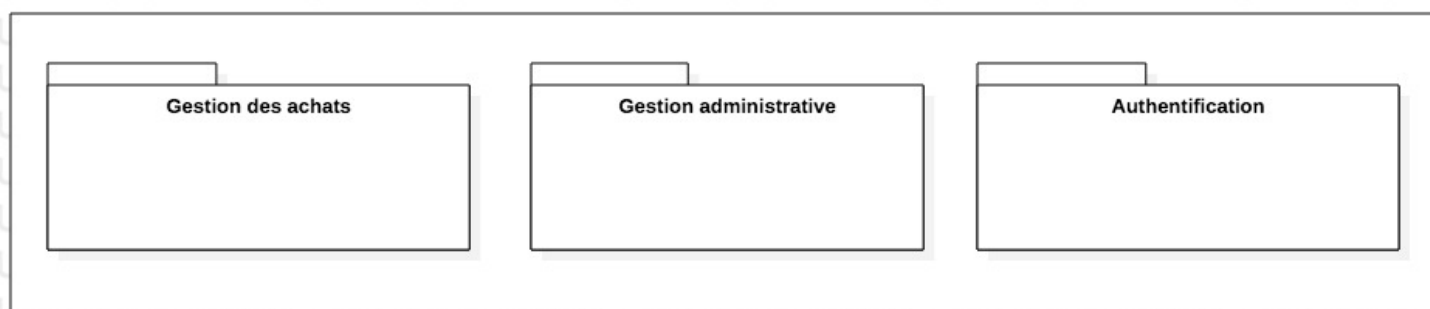 Gestion des achats
Gestion administrative
Authentification